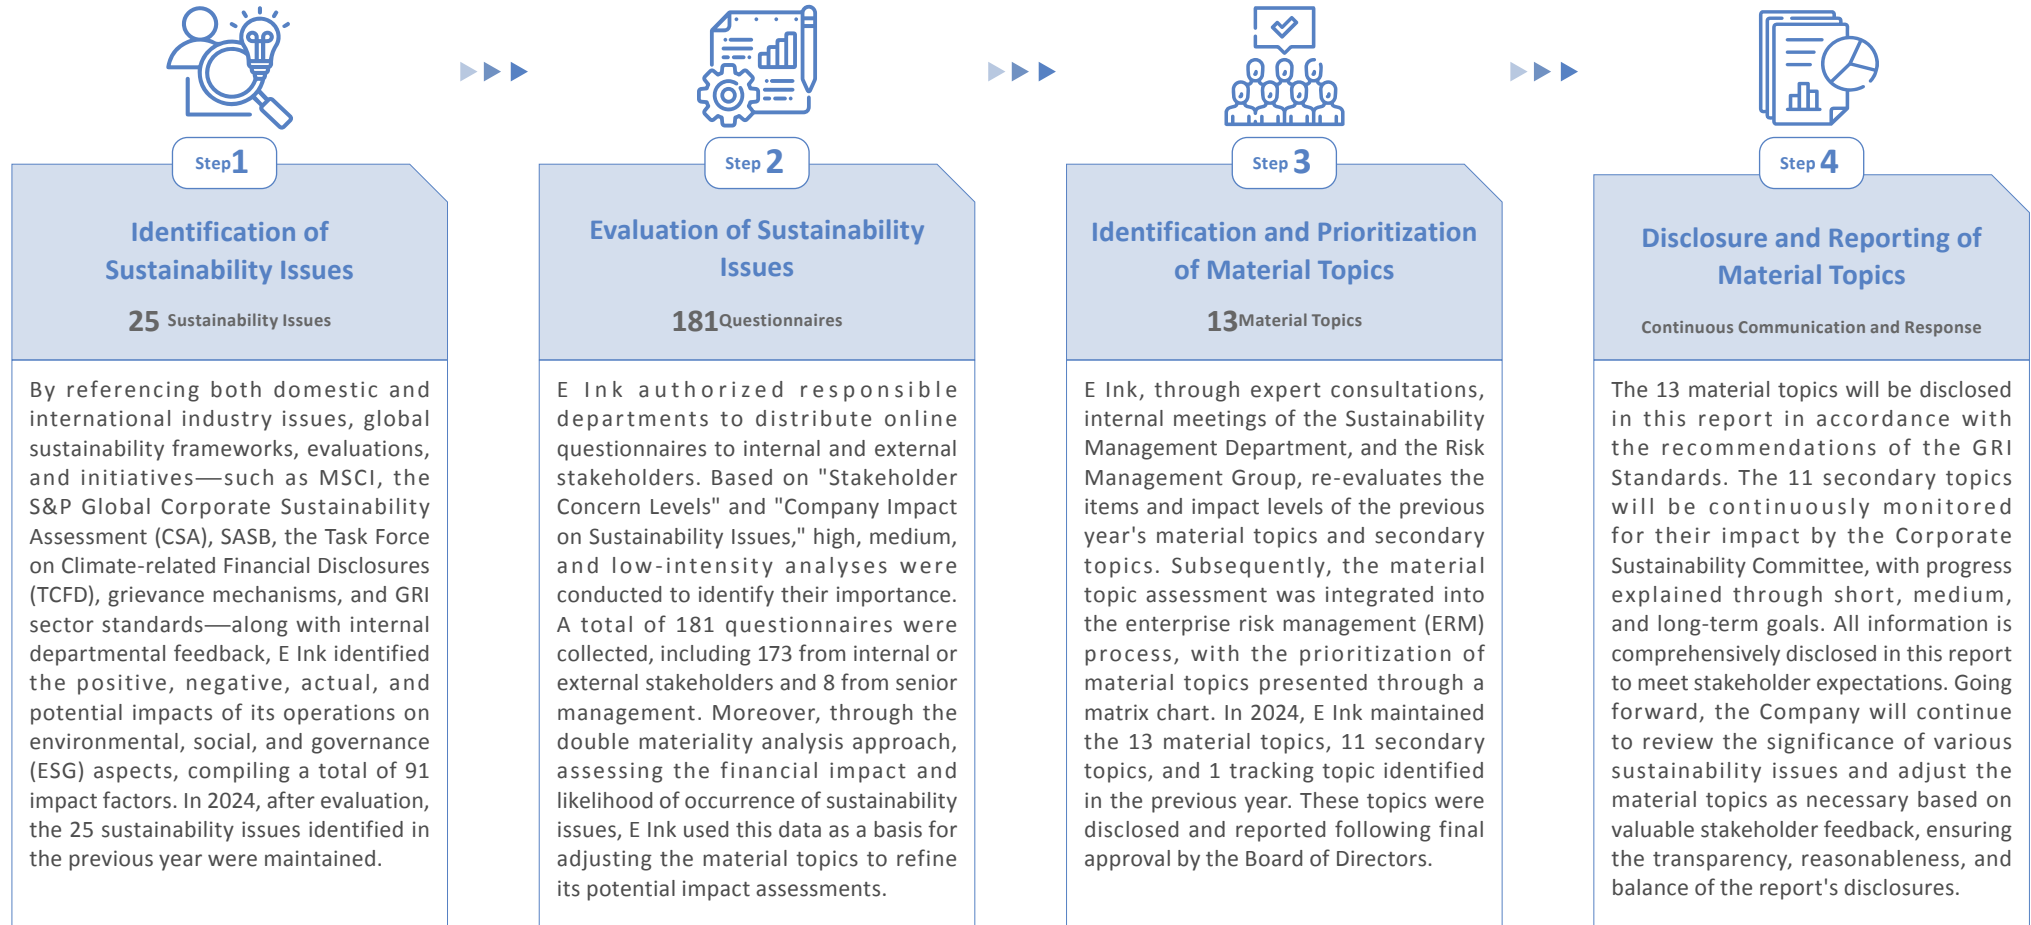 Step1
Identification of
Sustainability Issues
25 Sustainability Issues
By referencing both domestic and
international industry issues, global
sustainability frameworks, evaluations,
and initiatives—such as MSCI, the
S&P Global Corporate Sustainability
Assessment (CSA), SASB, the Task Force
on Climate-related Financial Disclosures
(TCFD), grievance mechanisms, and GRI
sector standards—along with internal
departmental feedback, E Ink identified
the positive, negative, actual, and
potential impacts of its operations on
environmental, social, and governance
(ESG) aspects, compiling a total of 91
impact factors. In 2024, after evaluation,
the 25 sustainability issues identified in
the previous year were maintained.
Step 2
Evaluation of Sustainability
Issues
181 Questionnaires
E Ink authorized responsible
departments to distribute online
questionnaires to internal and external
stakeholders. Based on "Stakeholder
Concern Levels" and "Company Impact
on Sustainability Issues," high, medium,
and low-intensity analyses were
conducted to identify their importance.
A total of 181 questionnaires were
collected, including 173 from internal or
external stakeholders and 8 from senior
management. Moreover, through the
double materiality analysis approach,
assessing the financial impact and
likelihood of occurrence of sustainability
issues, E Ink used this data as a basis for
adjusting the material topics to refine
its potential impact assessments.
Step 3
Identification and Prioritization
of Material Topics
13 Material Topics
E Ink, through expert consultations,
internal meetings of the Sustainability
Management Department, and the Risk
Management Group, re-evaluates the
items and impact levels of the previous
year's material topics and secondary
topics. Subsequently, the material
topic assessment was integrated into
the enterprise risk management (ERM)
process, with the prioritization of
material topics presented through a
matrix chart. In 2024, E Ink maintained
the 13 material topics, 11 secondary
topics, and 1 tracking topic identified
in the previous year. These topics were
disclosed and reported following final
approval by the Board of Directors.
Step 4
Disclosure and Reporting of
Material Topics
Continuous Communication and Response
The 13 material topics will be disclosed
in this report in accordance with
the recommendations of the GRI
Standards. The 11 secondary topics
will be continuously monitored
for their impact by the Corporate
Sustainability Committee, with progress
explained through short, medium,
and long-term goals. All information is
comprehensively disclosed in this report
to meet stakeholder expectations. Going
forward, the Company will continue
to review the significance of various
sustainability issues and adjust the
material topics as necessary based on
valuable stakeholder feedback, ensuring
the transparency, reasonableness, and
balance of the report's disclosures.